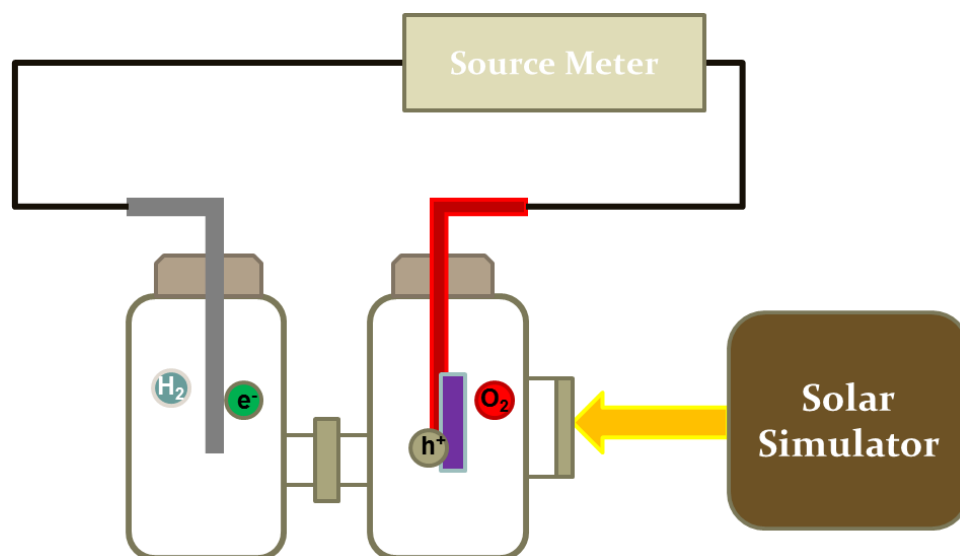 Source Meter
H₂
e⁻
O₂
h⁺
Solar
Simulator